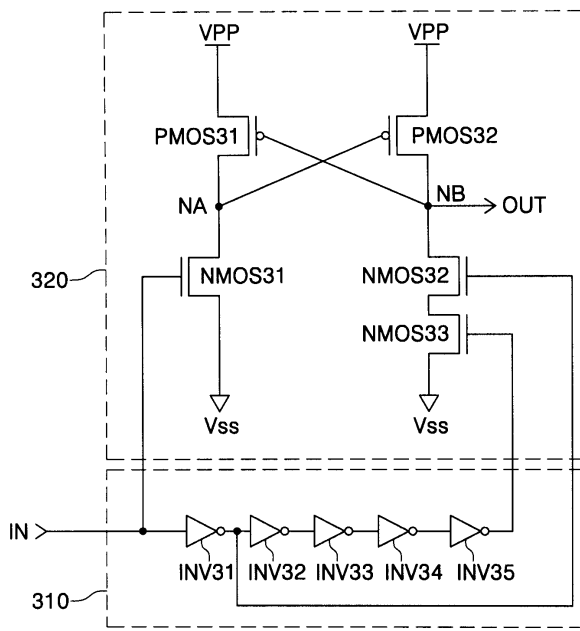 VPP VPP
PMOS31 PMOS32
NA NB OUT
320
NMOS31 NMOS32
NMOS33
Vss Vss
IN
INV31 INV32 INV33 INV34 INV35
310